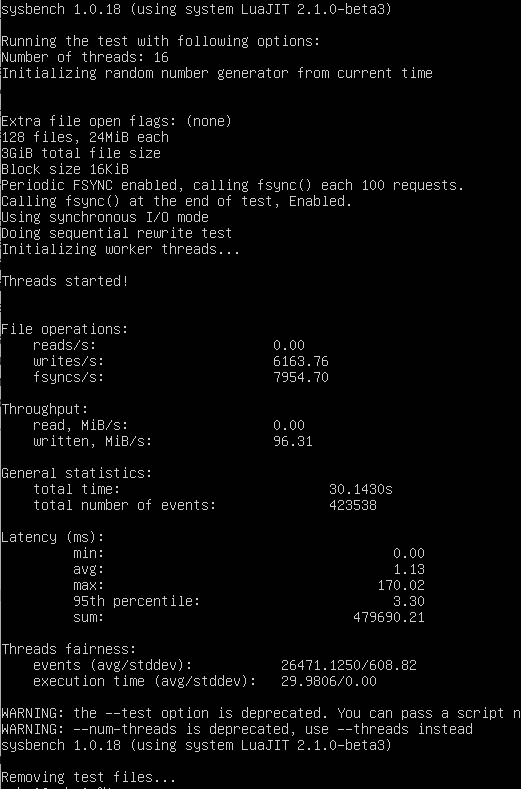 sysbench 1.0.18 (using system LuaJIT 2.1.0-beta3)
Running the test with following options:
Number of threads: 16
Initializing random number generator from current time
Extra file open flags: (none)
128 files, 24MiB each
3GiB total file size
Block size 16KiB
Periodic FSYNC enabled, calling fsync() each 100 requests.
Calling fsync() at the end of test, Enabled.
Using synchronous I/O mode
Doing sequential rewrite test
Initializing worker threads...
Threads started!
File operations:
reads/s: 0.00
writes/s: 6163.76
fsyncs/s: 7954.70
Throughput:
read, MiB/s: 0.00
written, MiB/s: 96.31
General statistics:
total time: 30.1430s
total number of events: 423538
Latency (ms):
min: 0.00
avg: 1.13
max: 170.02
95th percentile: 3.30
sum: 479690.21
Threads fairness:
events (avg/stddev): 26471.1250/608.82
execution time (avg/stddev): 29.9806/0.00
WARNING: the --test option is deprecated. You can pass a script n
WARNING: --num-threads is deprecated, use --threads instead
sysbench 1.0.18 (using system LuaJIT 2.1.0-beta3)
Removing test files...